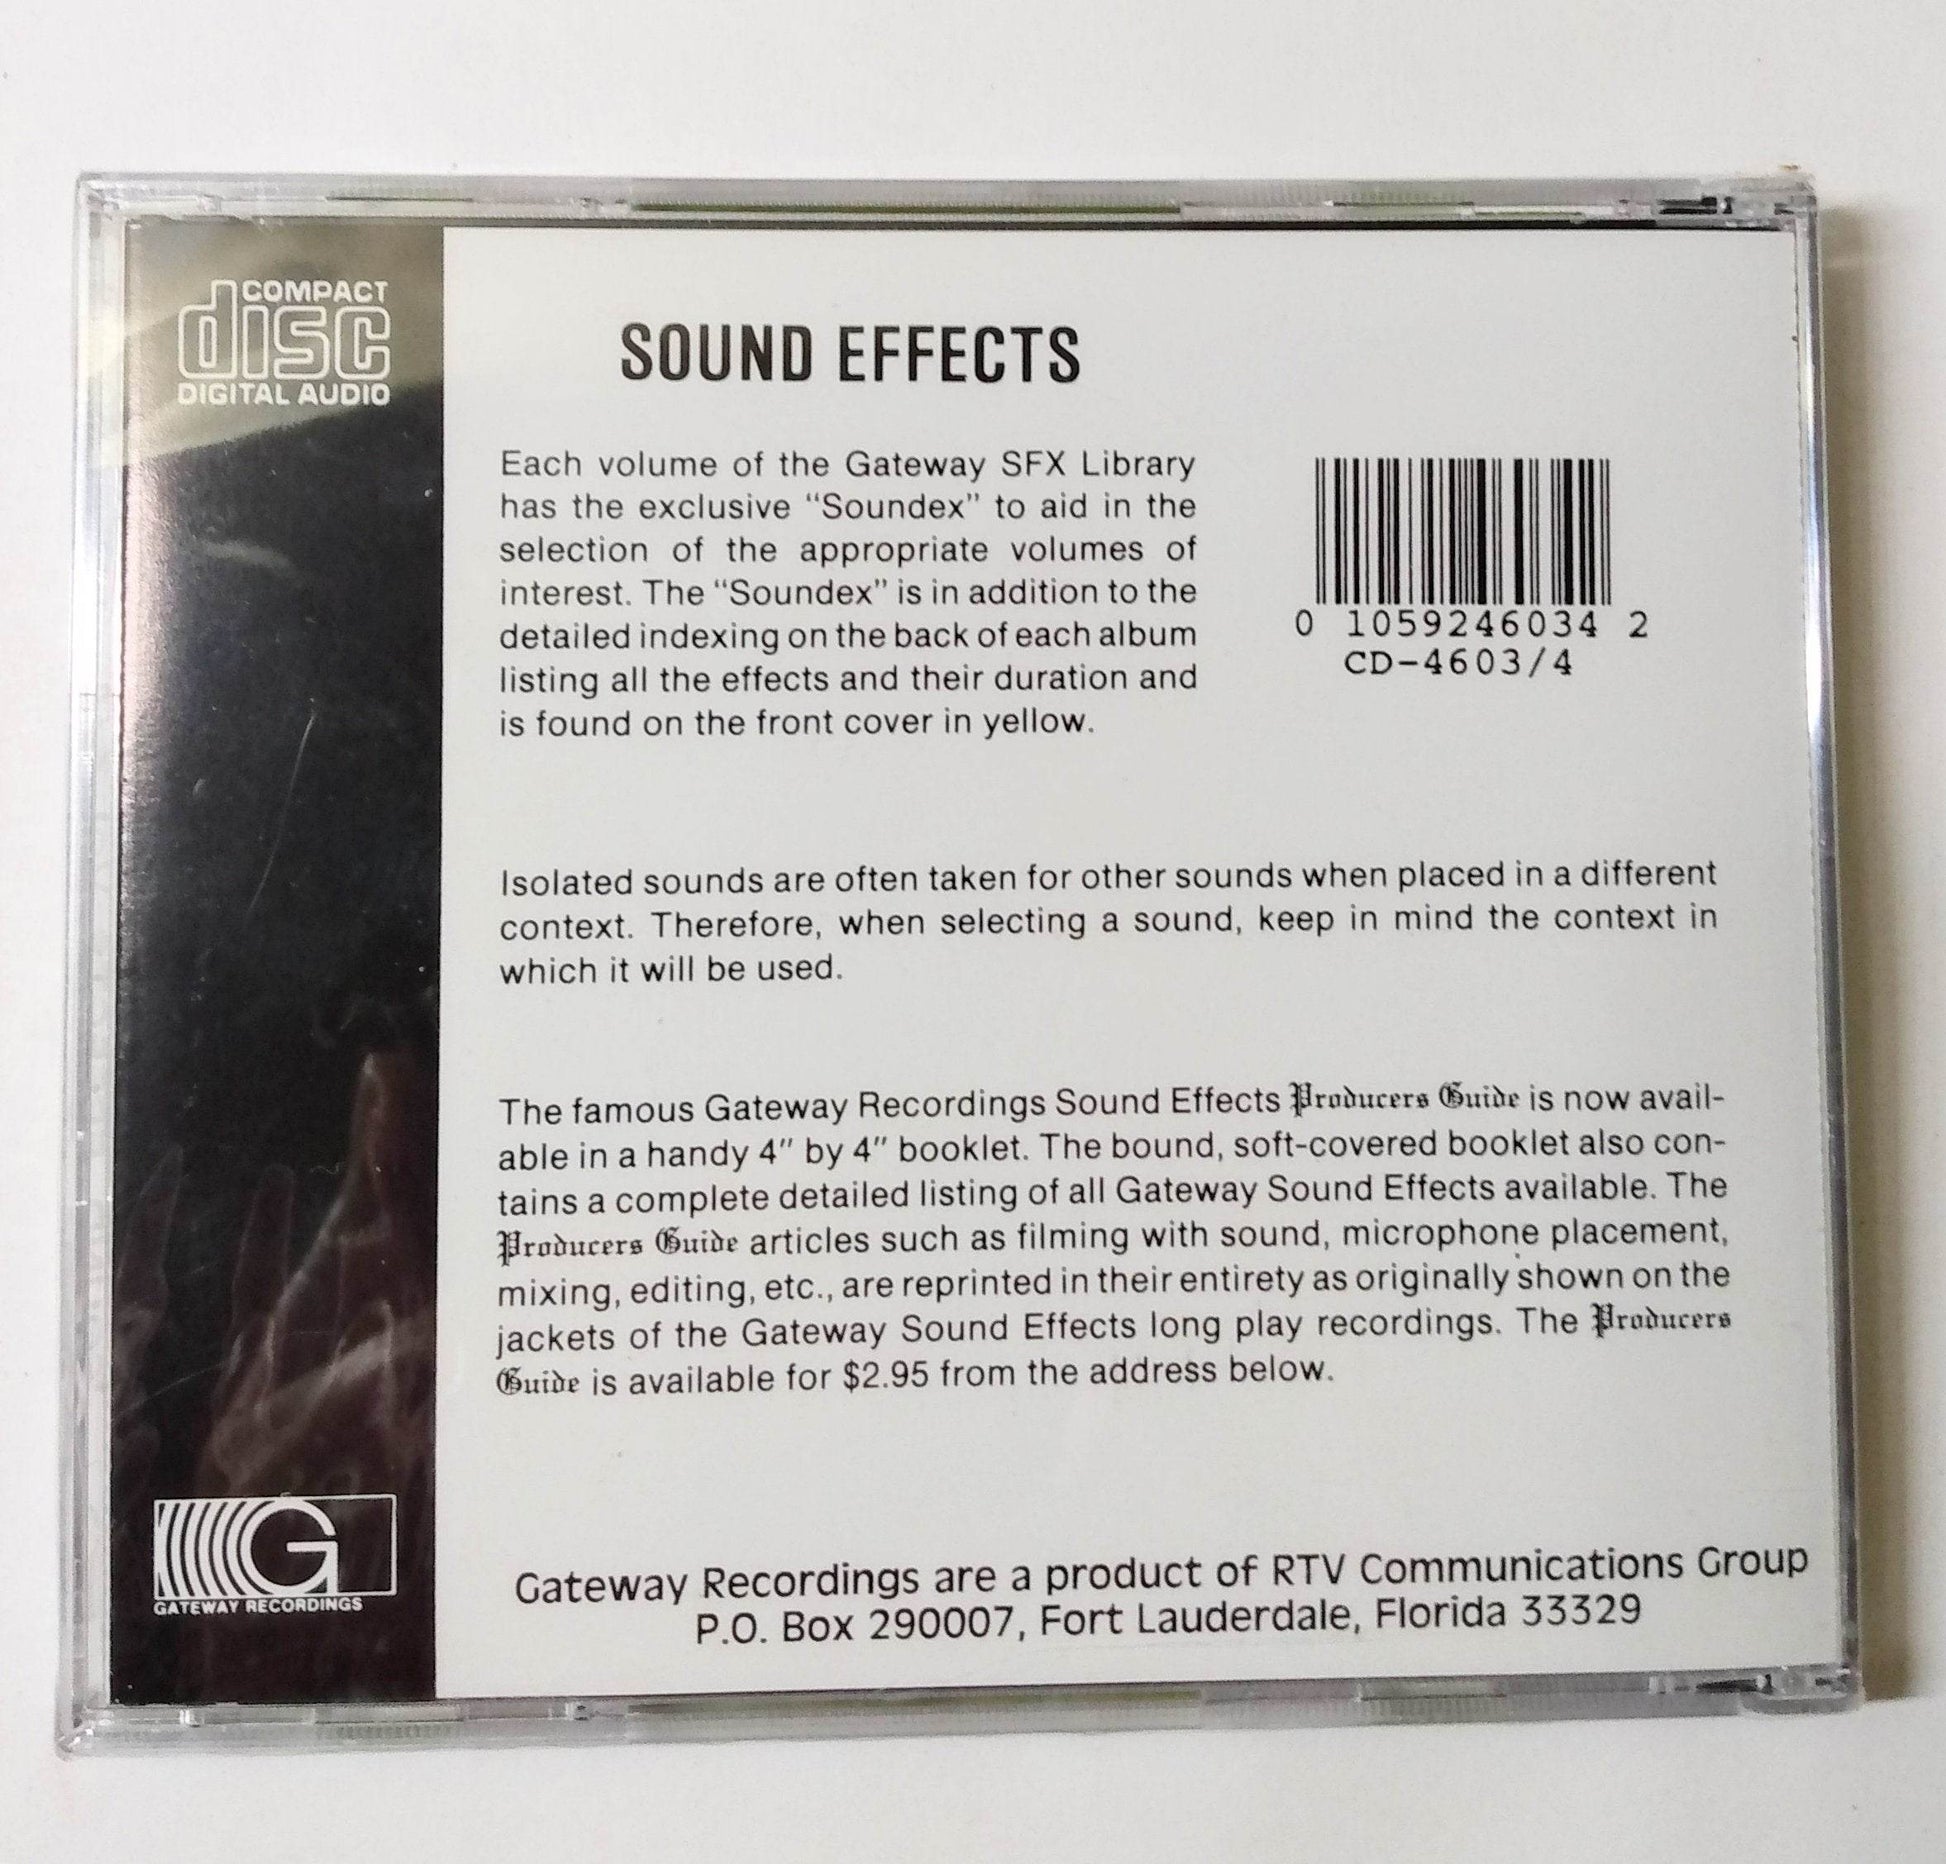 COMPACT
disc
DIGITAL AUDIO
SOUND EFFECTS
Each volume of the Gateway SFX Library
has the exclusive “Soundex” to aid in the
selection of the appropriate volumes of
interest. The “Soundex” is in addition to the
detailed indexing on the back of each album
listing all the effects and their duration and
is found on the front cover in yellow.
0 1059246034 2
CD-4603/4
Isolated sounds are often taken for other sounds when placed in a different
context. Therefore, when selecting a sound, keep in mind the context in
which it will be used.
The famous Gateway Recordings Sound Effects Producers Guide is now avail-
able in a handy 4″ by 4″ booklet. The bound, soft-covered booklet also con-
tains a complete detailed listing of all Gateway Sound Effects available. The
Producers Guide articles such as filming with sound, microphone placement,
mixing, editing, etc., are reprinted in their entirety as originally shown on the
jackets of the Gateway Sound Effects long play recordings. The Producers
Guide is available for $2.95 from the address below.
G
GATEWAY RECORDINGS
Gateway Recordings are a product of RTV Communications Group
P.O. Box 290007, Fort Lauderdale, Florida 33329